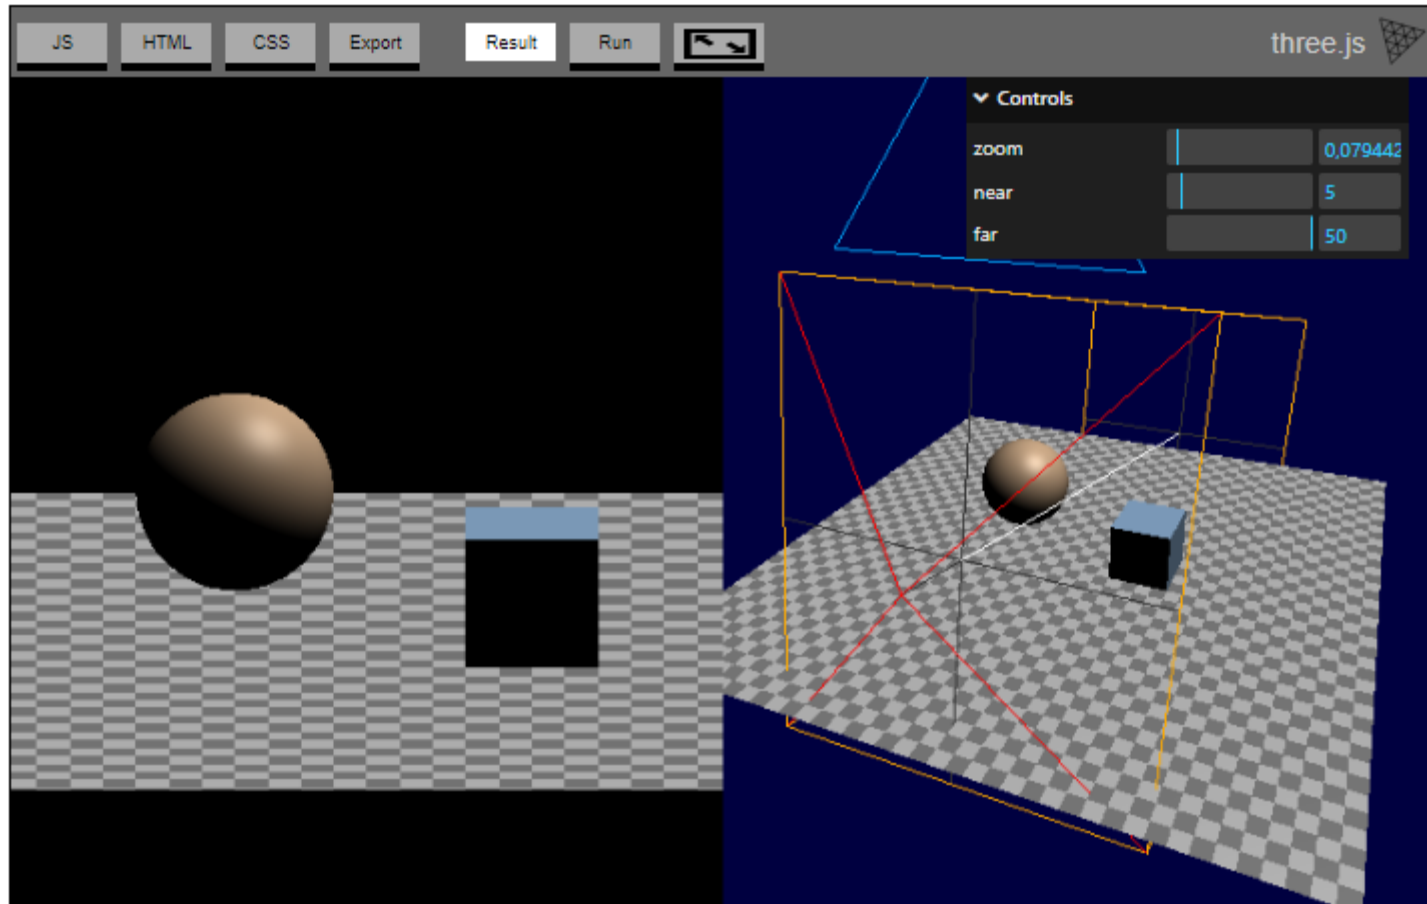 JS HTML CSS Export Result Run three.js
Controls
zoom 0,079442
near 5
far 50